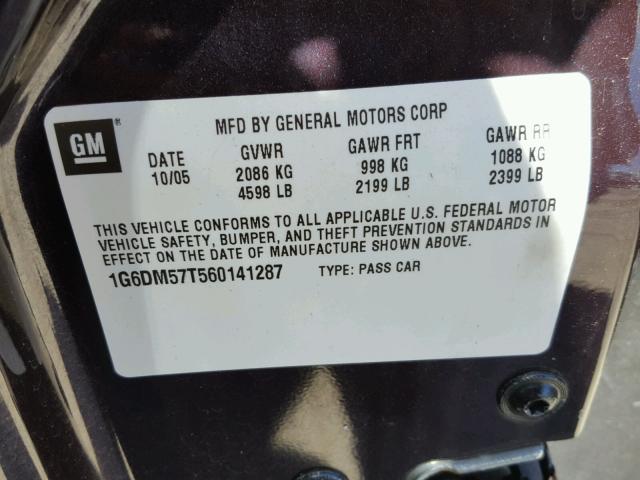 GM®
MFD BY GENERAL MOTORS CORP
DATE GVWR GAWR FRT GAWR RR
10/05 2086 KG 998 KG 1088 KG
4598 LB 2199 LB 2399 LB
THIS VEHICLE CONFORMS TO ALL APPLICABLE U.S. FEDERAL MOTOR
VEHICLE SAFETY, BUMPER, AND THEFT PREVENTION STANDARDS IN
EFFECT ON THE DATE OF MANUFACTURE SHOWN ABOVE.
1G6DM57T560141287 TYPE: PASS CAR